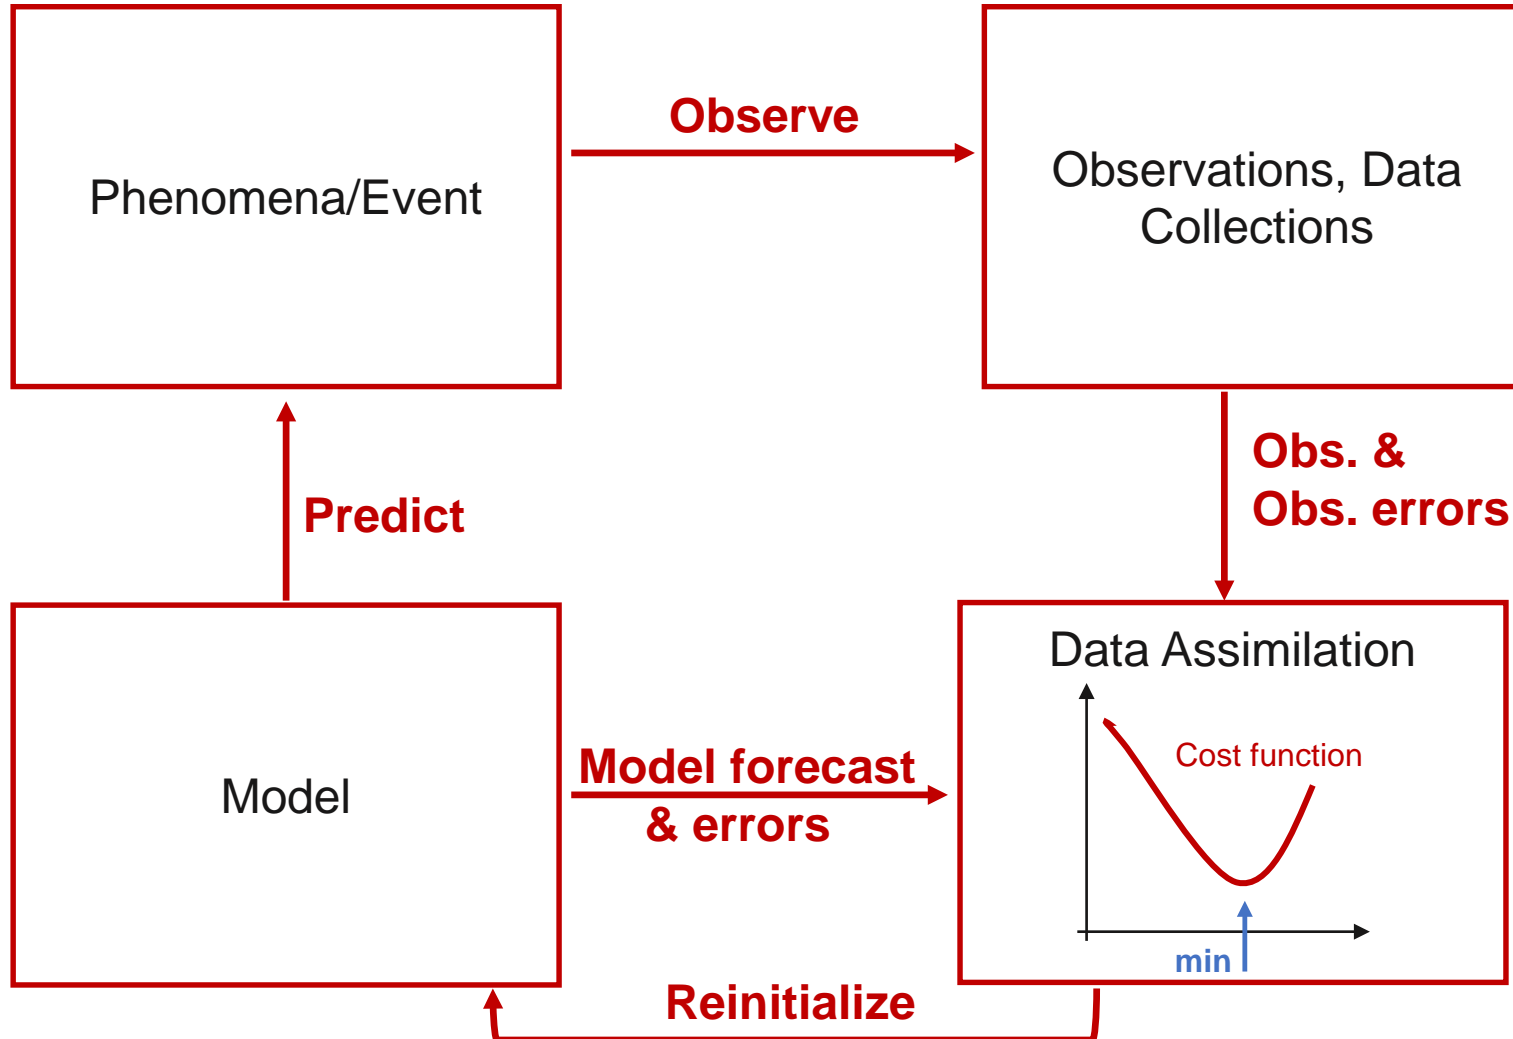 Phenomena/Event
Observe
Observations, Data
Collections
Predict
Obs. &
Obs. errors
Model
Model forecast
& errors
Data Assimilation
Cost function
min
Reinitialize